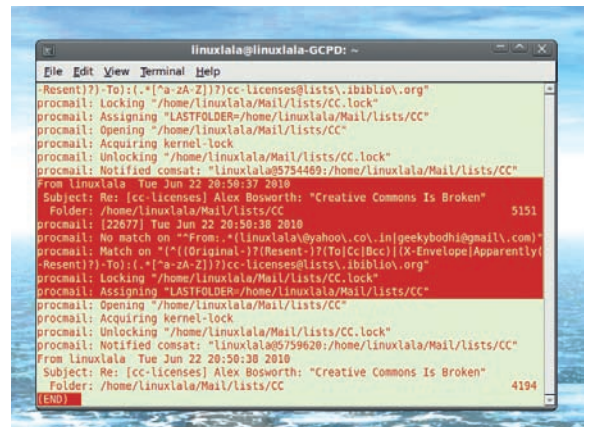 linuxlala@linuxlala-GCPD: ~
File Edit View Terminal Help
-Resent)?)-To):(.*[^a-zA-Z])?)cc-licenses@lists\.ibiblio\.org"
procmail: Locking "/home/linuxlala/Mail/lists/CC.lock"
procmail: Assigning "LASTFOLDER=/home/linuxlala/Mail/lists/CC"
procmail: Opening "/home/linuxlala/Mail/lists/CC"
procmail: Acquiring kernel-lock
procmail: Unlocking "/home/linuxlala/Mail/lists/CC.lock"
procmail: Notified comsat: "linuxlala@5754469:/home/linuxlala/Mail/lists/CC"
From linuxlala  Tue Jun 22 20:50:37 2010
 Subject: Re: [cc-licenses] Alex Bosworth: "Creative Commons Is Broken"
  Folder: /home/linuxlala/Mail/lists/CC 5151
procmail: [22677] Tue Jun 22 20:50:38 2010
procmail: No match on "^From:.*(linuxlala\@yahoo\.co\.in|geekybodhi@gmail\.com)"
procmail: Match on "(^((Original-)?(Resent-)?(To|Cc|Bcc)|(X-Envelope|Apparently(
-Resent)?)-To):(.*[^a-zA-Z])?)cc-licenses@lists\.ibiblio\.org"
procmail: Locking "/home/linuxlala/Mail/lists/CC.lock"
procmail: Assigning "LASTFOLDER=/home/linuxlala/Mail/lists/CC"
procmail: Opening "/home/linuxlala/Mail/lists/CC"
procmail: Acquiring kernel-lock
procmail: Unlocking "/home/linuxlala/Mail/lists/CC.lock"
procmail: Notified comsat: "linuxlala@5759620:/home/linuxlala/Mail/lists/CC"
From linuxlala  Tue Jun 22 20:50:38 2010
 Subject: Re: [cc-licenses] Alex Bosworth: "Creative Commons Is Broken"
  Folder: /home/linuxlala/Mail/lists/CC 4194
(END)